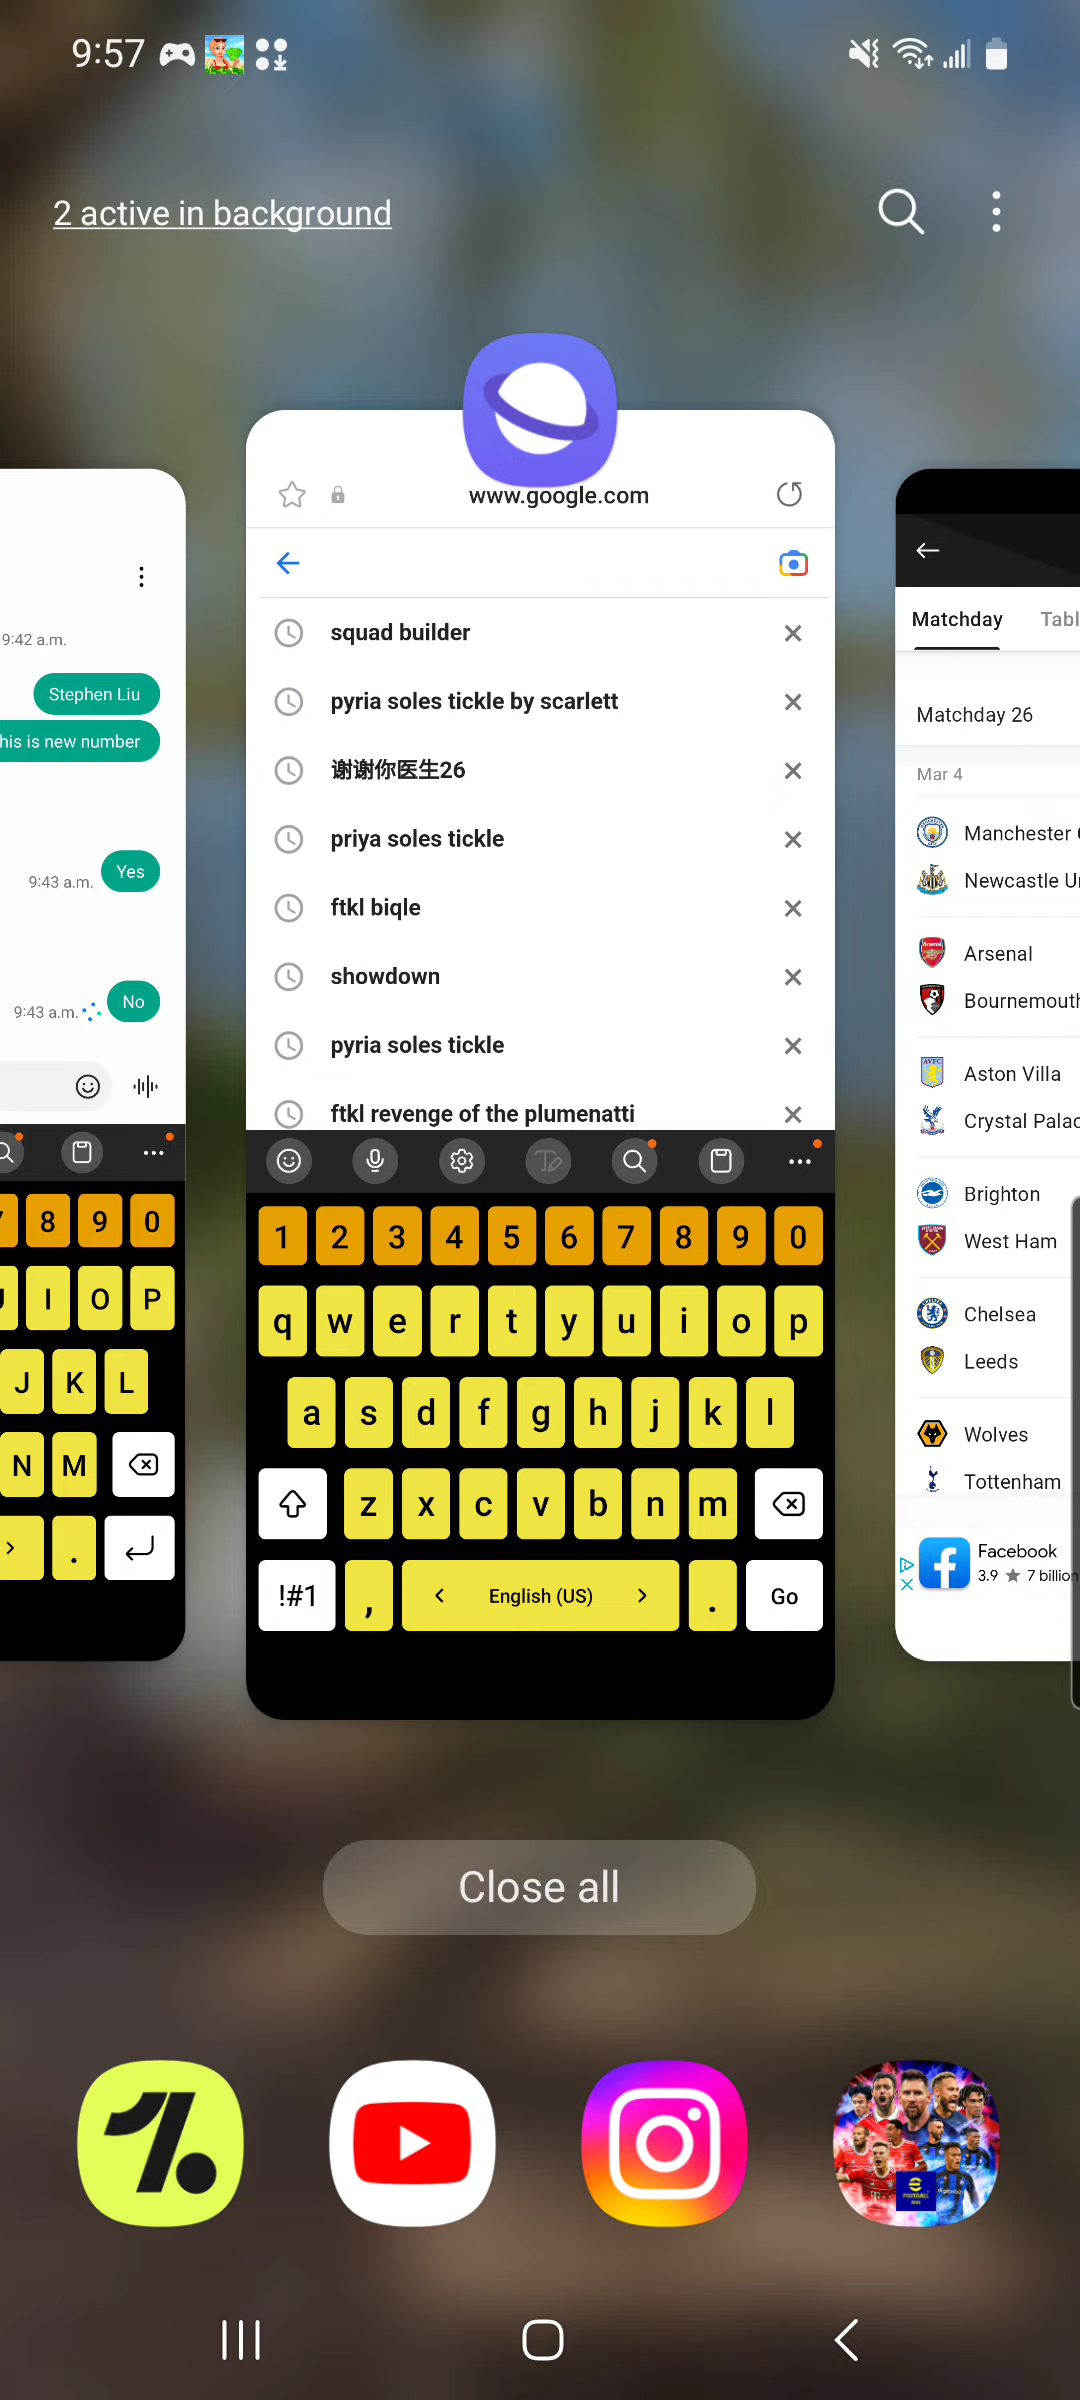 9:57
2 active in background
9:42 a.m.
Stephen Liu
his is new number
9:43 a.m. Yes
9:43 a.m. No
8 9 0
I O P
J K L
N M
.
www.google.com
squad builder
pyria soles tickle by scarlett
谢谢你医生26
priya soles tickle
ftkl biqle
showdown
pyria soles tickle
ftkl revenge of the plumenatti
1 2 3 4 5 6 7 8 9 0
q w e r t y u i o p
a s d f g h j k l
z x c v b n m
!#1 , English (US) . Go
Matchday Tabl
Matchday 26
Mar 4
Manchester
Newcastle U
Arsenal
Bournemouth
Aston Villa
Crystal Palac
Brighton
West Ham
Chelsea
Leeds
Wolves
Tottenham
Facebook
3.9 ★ 7 billion
Close all